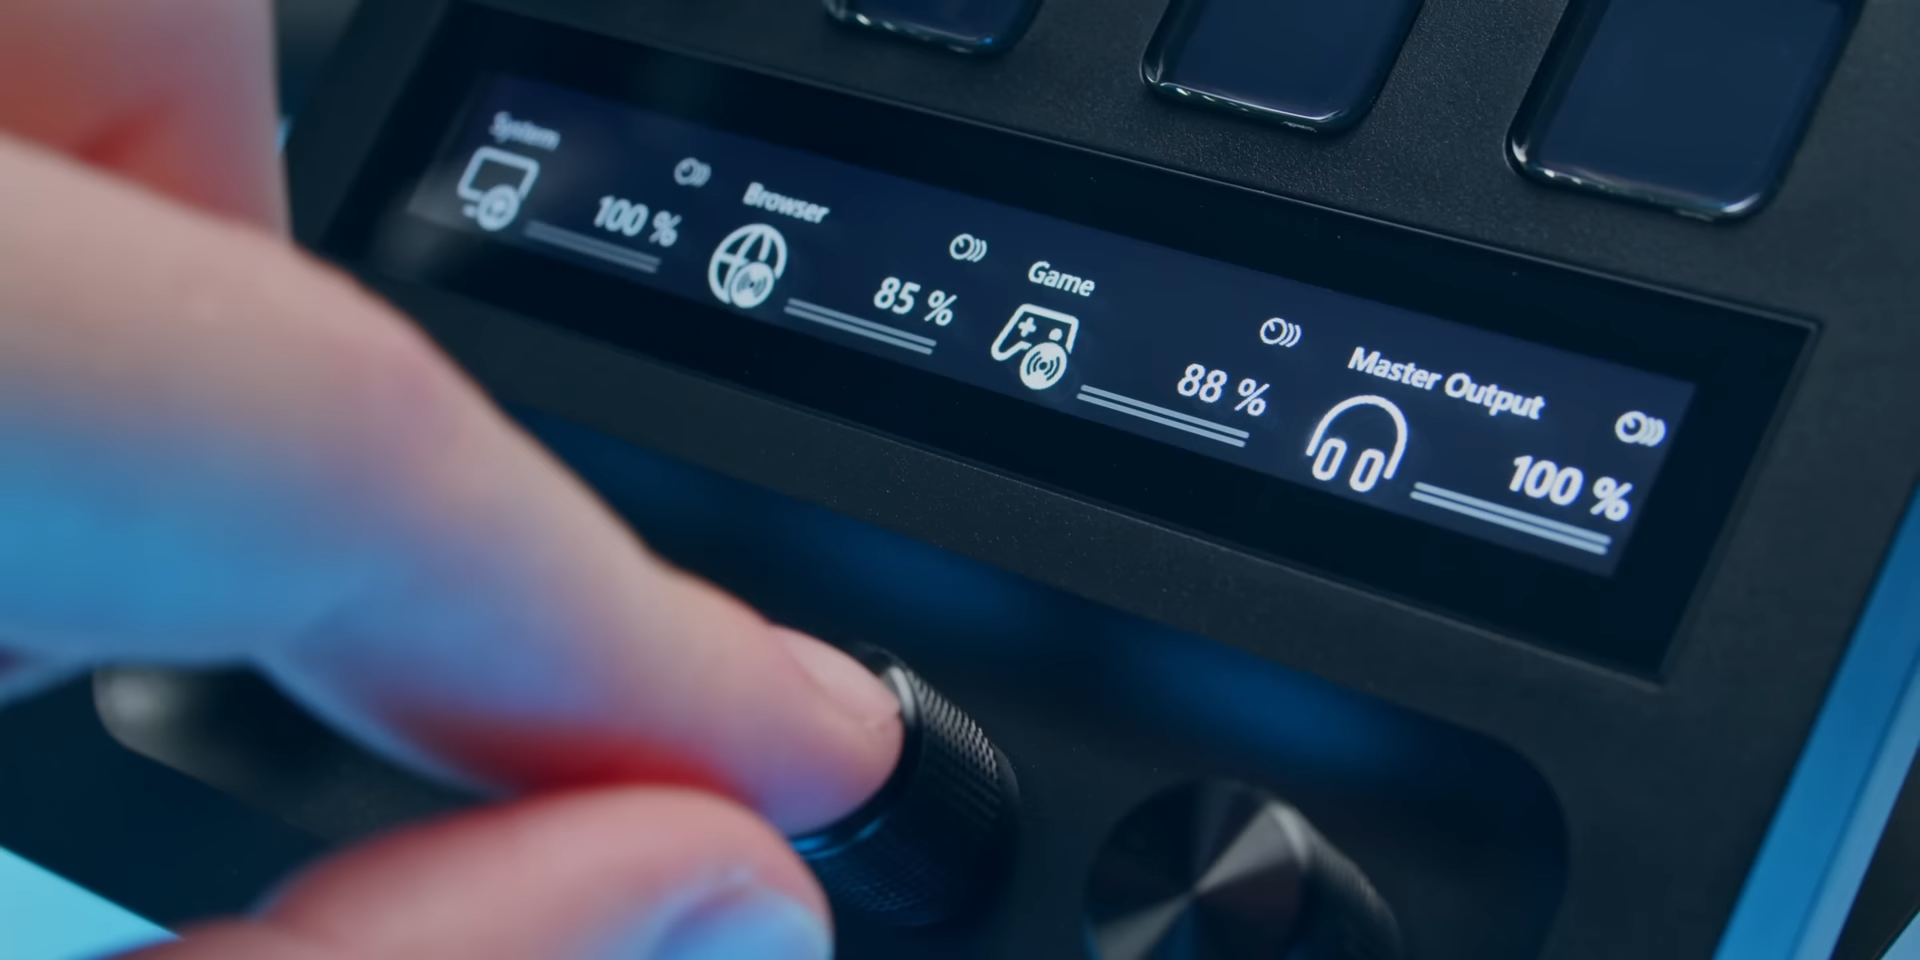 System
100 %
Browser
85 %
Game
88 %
Master Output
100 %